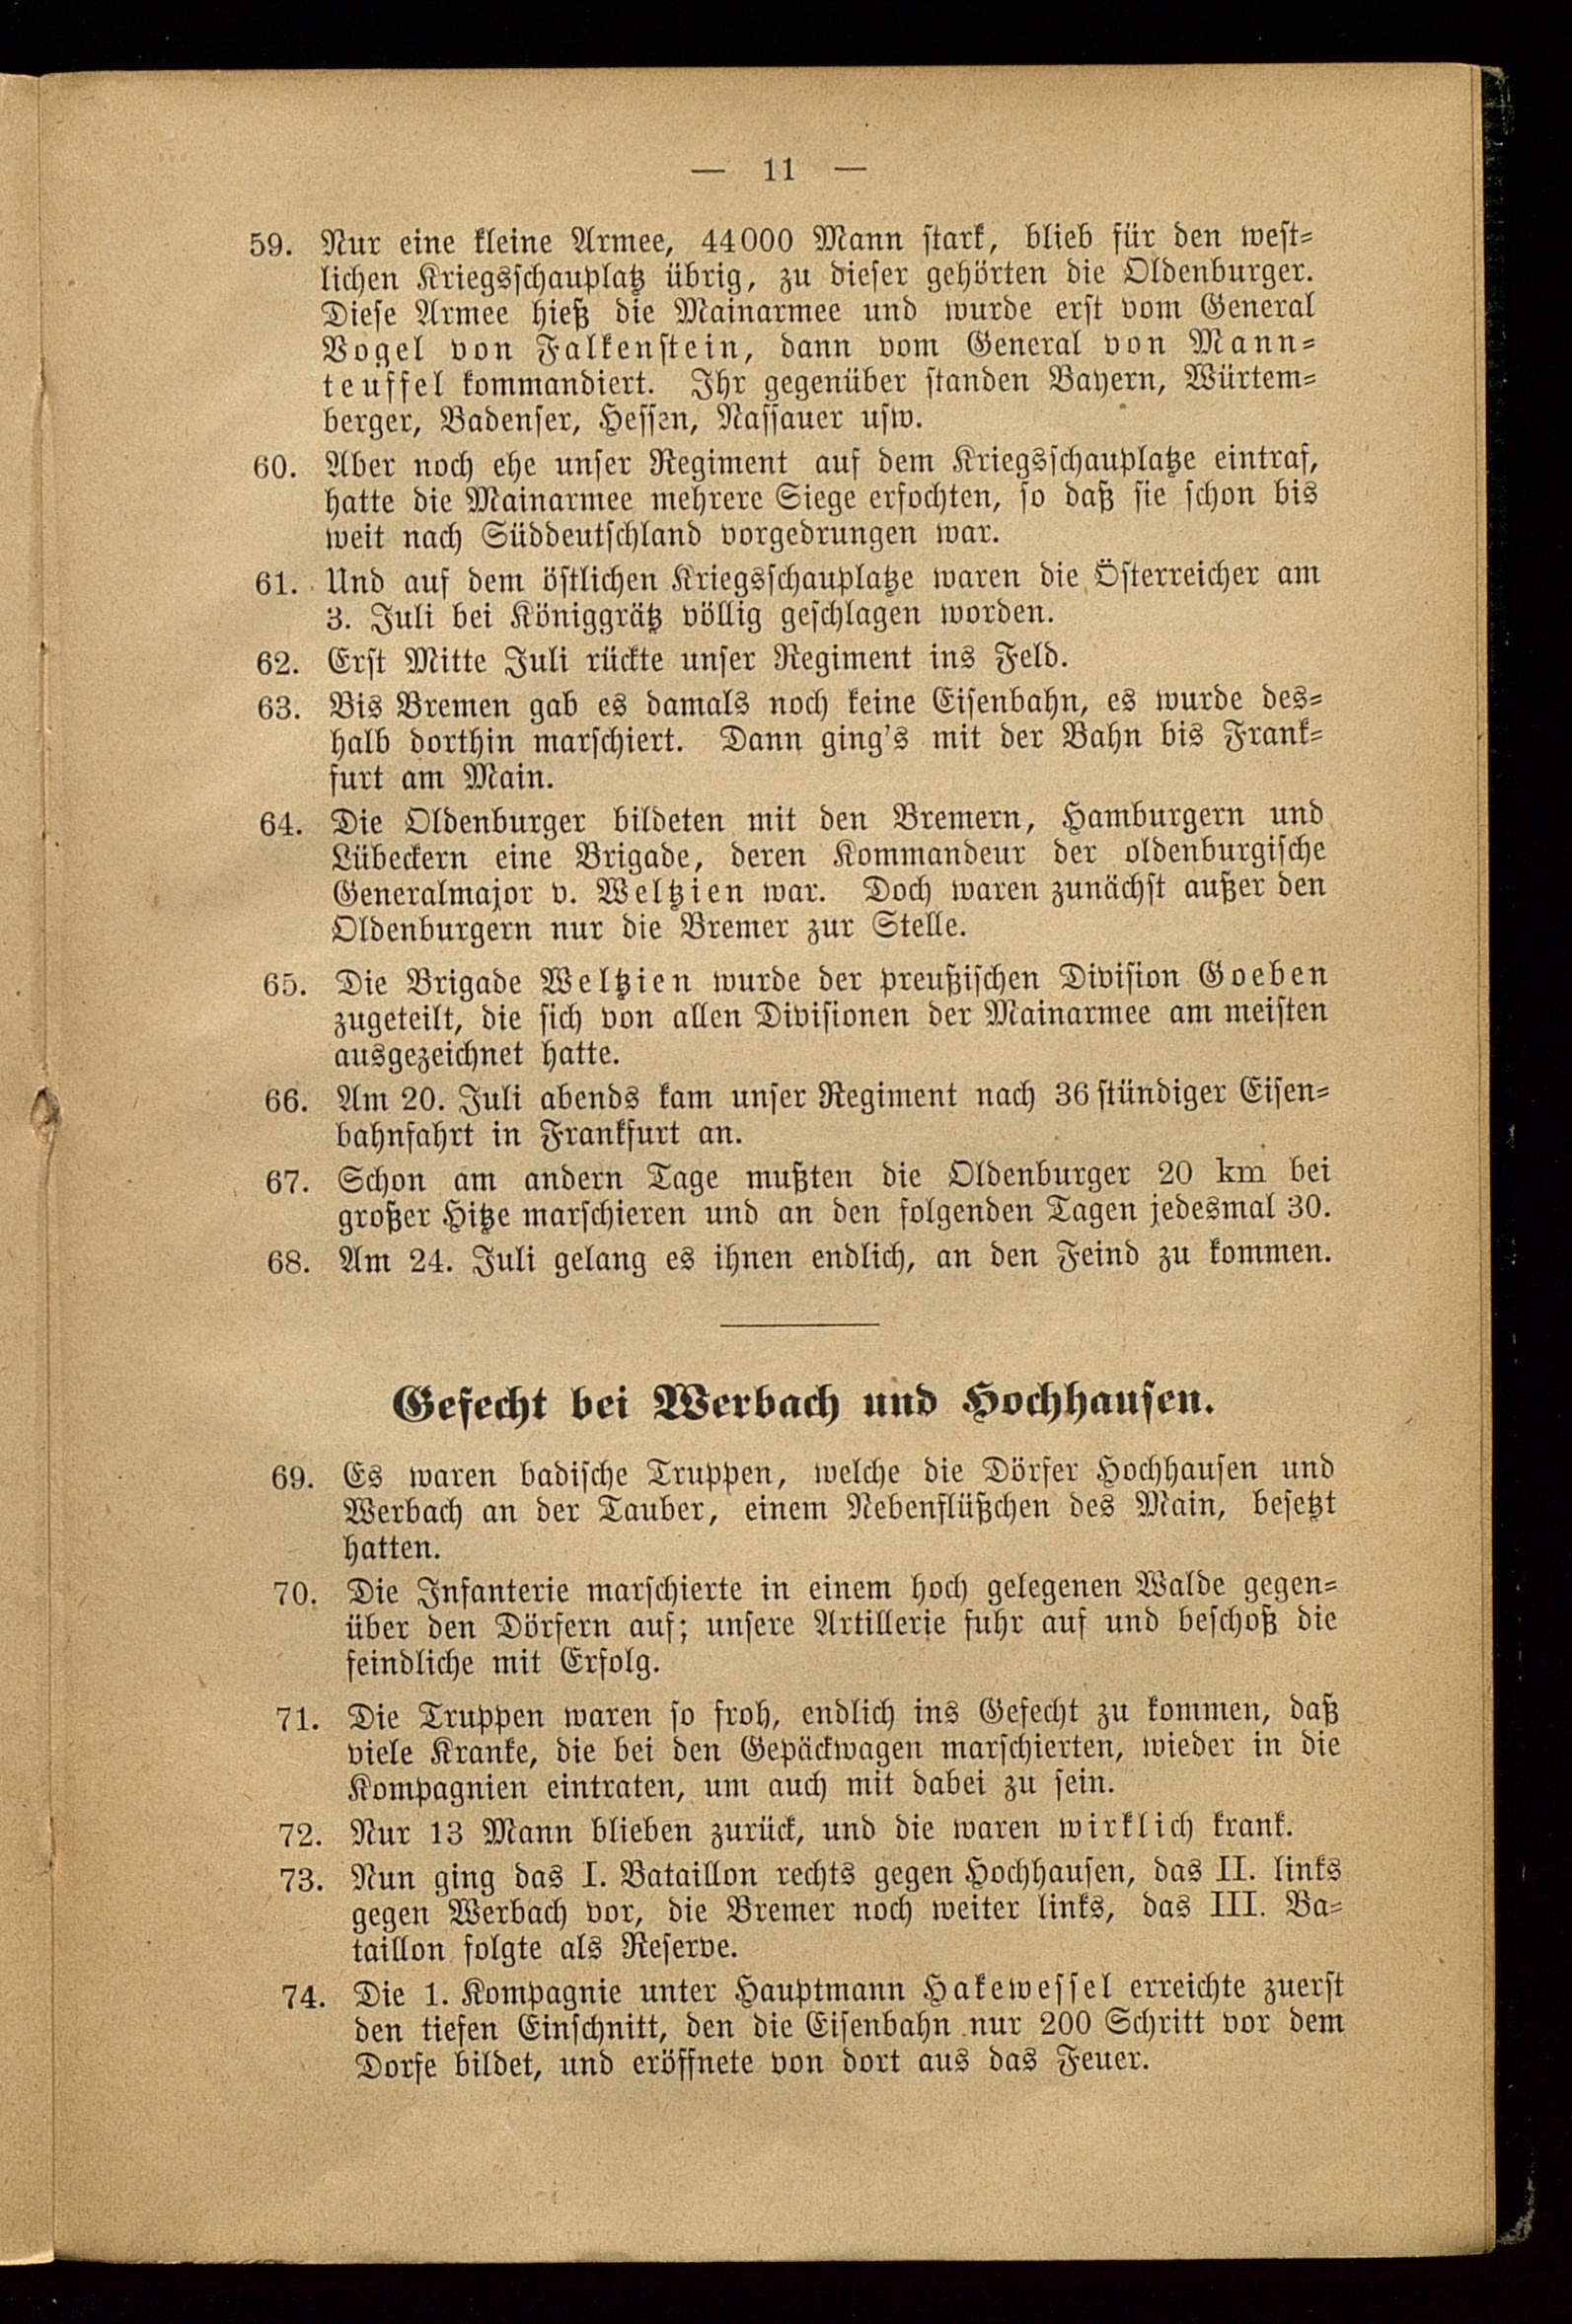 — 11 —
59. Nur eine kleine Armee, 44000 Mann stark, blieb für den west-
lichen Kriegsschauplatz übrig, zu dieser gehörten die Oldenburger.
Diese Armee hieß die Mainarmee und wurde erst vom General
Vogel von Falkenstein, dann vom General von Mann-
teuffel kommandiert. Ihr gegenüber standen Bayern, Würtem-
berger, Badenser, Hessen, Nassauer usw.
60. Aber noch ehe unser Regiment auf dem Kriegsschauplatze eintraf,
hatte die Mainarmee mehrere Siege erfochten, so daß sie schon bis
weit nach Süddeutschland vorgedrungen war.
61. Und auf dem östlichen Kriegsschauplatze waren die Österreicher am
3. Juli bei Königgrätz völlig geschlagen worden.
62. Erst Mitte Juli rückte unser Regiment ins Feld.
63. Bis Bremen gab es damals noch keine Eisenbahn, es wurde des-
halb dorthin marschiert. Dann ging's mit der Bahn bis Frank-
furt am Main.
64. Die Oldenburger bildeten mit den Bremern, Hamburgern und
Lübeckern eine Brigade, deren Kommandeur der oldenburgische
Generalmajor v. Weltzien war. Doch waren zunächst außer den
Oldenburgern nur die Bremer zur Stelle.
65. Die Brigade Weltzien wurde der preußischen Division Goeben
zugeteilt, die sich von allen Divisionen der Mainarmee am meisten
ausgezeichnet hatte.
66. Am 20. Juli abends kam unser Regiment nach 36 stündiger Eisen-
bahnfahrt in Frankfurt an.
67. Schon am andern Tage mußten die Oldenburger 20 km bei
großer Hitze marschieren und an den folgenden Tagen jedesmal 30.
68. Am 24. Juli gelang es ihnen endlich, an den Feind zu kommen.
Gefecht bei Werbach und Hochhausen.
69. Es waren badische Truppen, welche die Dörfer Hochhausen und
Werbach an der Tauber, einem Nebenflüßchen des Main, besetzt
hatten.
70. Die Infanterie marschierte in einem hoch gelegenen Walde gegen-
über den Dörfern auf; unsere Artillerie fuhr auf und beschoß die
feindliche mit Erfolg.
71. Die Truppen waren so froh, endlich ins Gefecht zu kommen, daß
viele Kranke, die bei den Gepäckwagen marschierten, wieder in die
Kompagnien eintraten, um auch mit dabei zu sein.
72. Nur 13 Mann blieben zurück, und die waren wirklich krank.
73. Nun ging das I. Bataillon rechts gegen Hochhausen, das II. links
gegen Werbach vor, die Bremer noch weiter links, das III. Ba-
taillon folgte als Reserve.
74. Die 1. Kompagnie unter Hauptmann Hakewessel erreichte zuerst
den tiefen Einschnitt, den die Eisenbahn nur 200 Schritt vor dem
Dorfe bildet, und eröffnete von dort aus das Feuer.